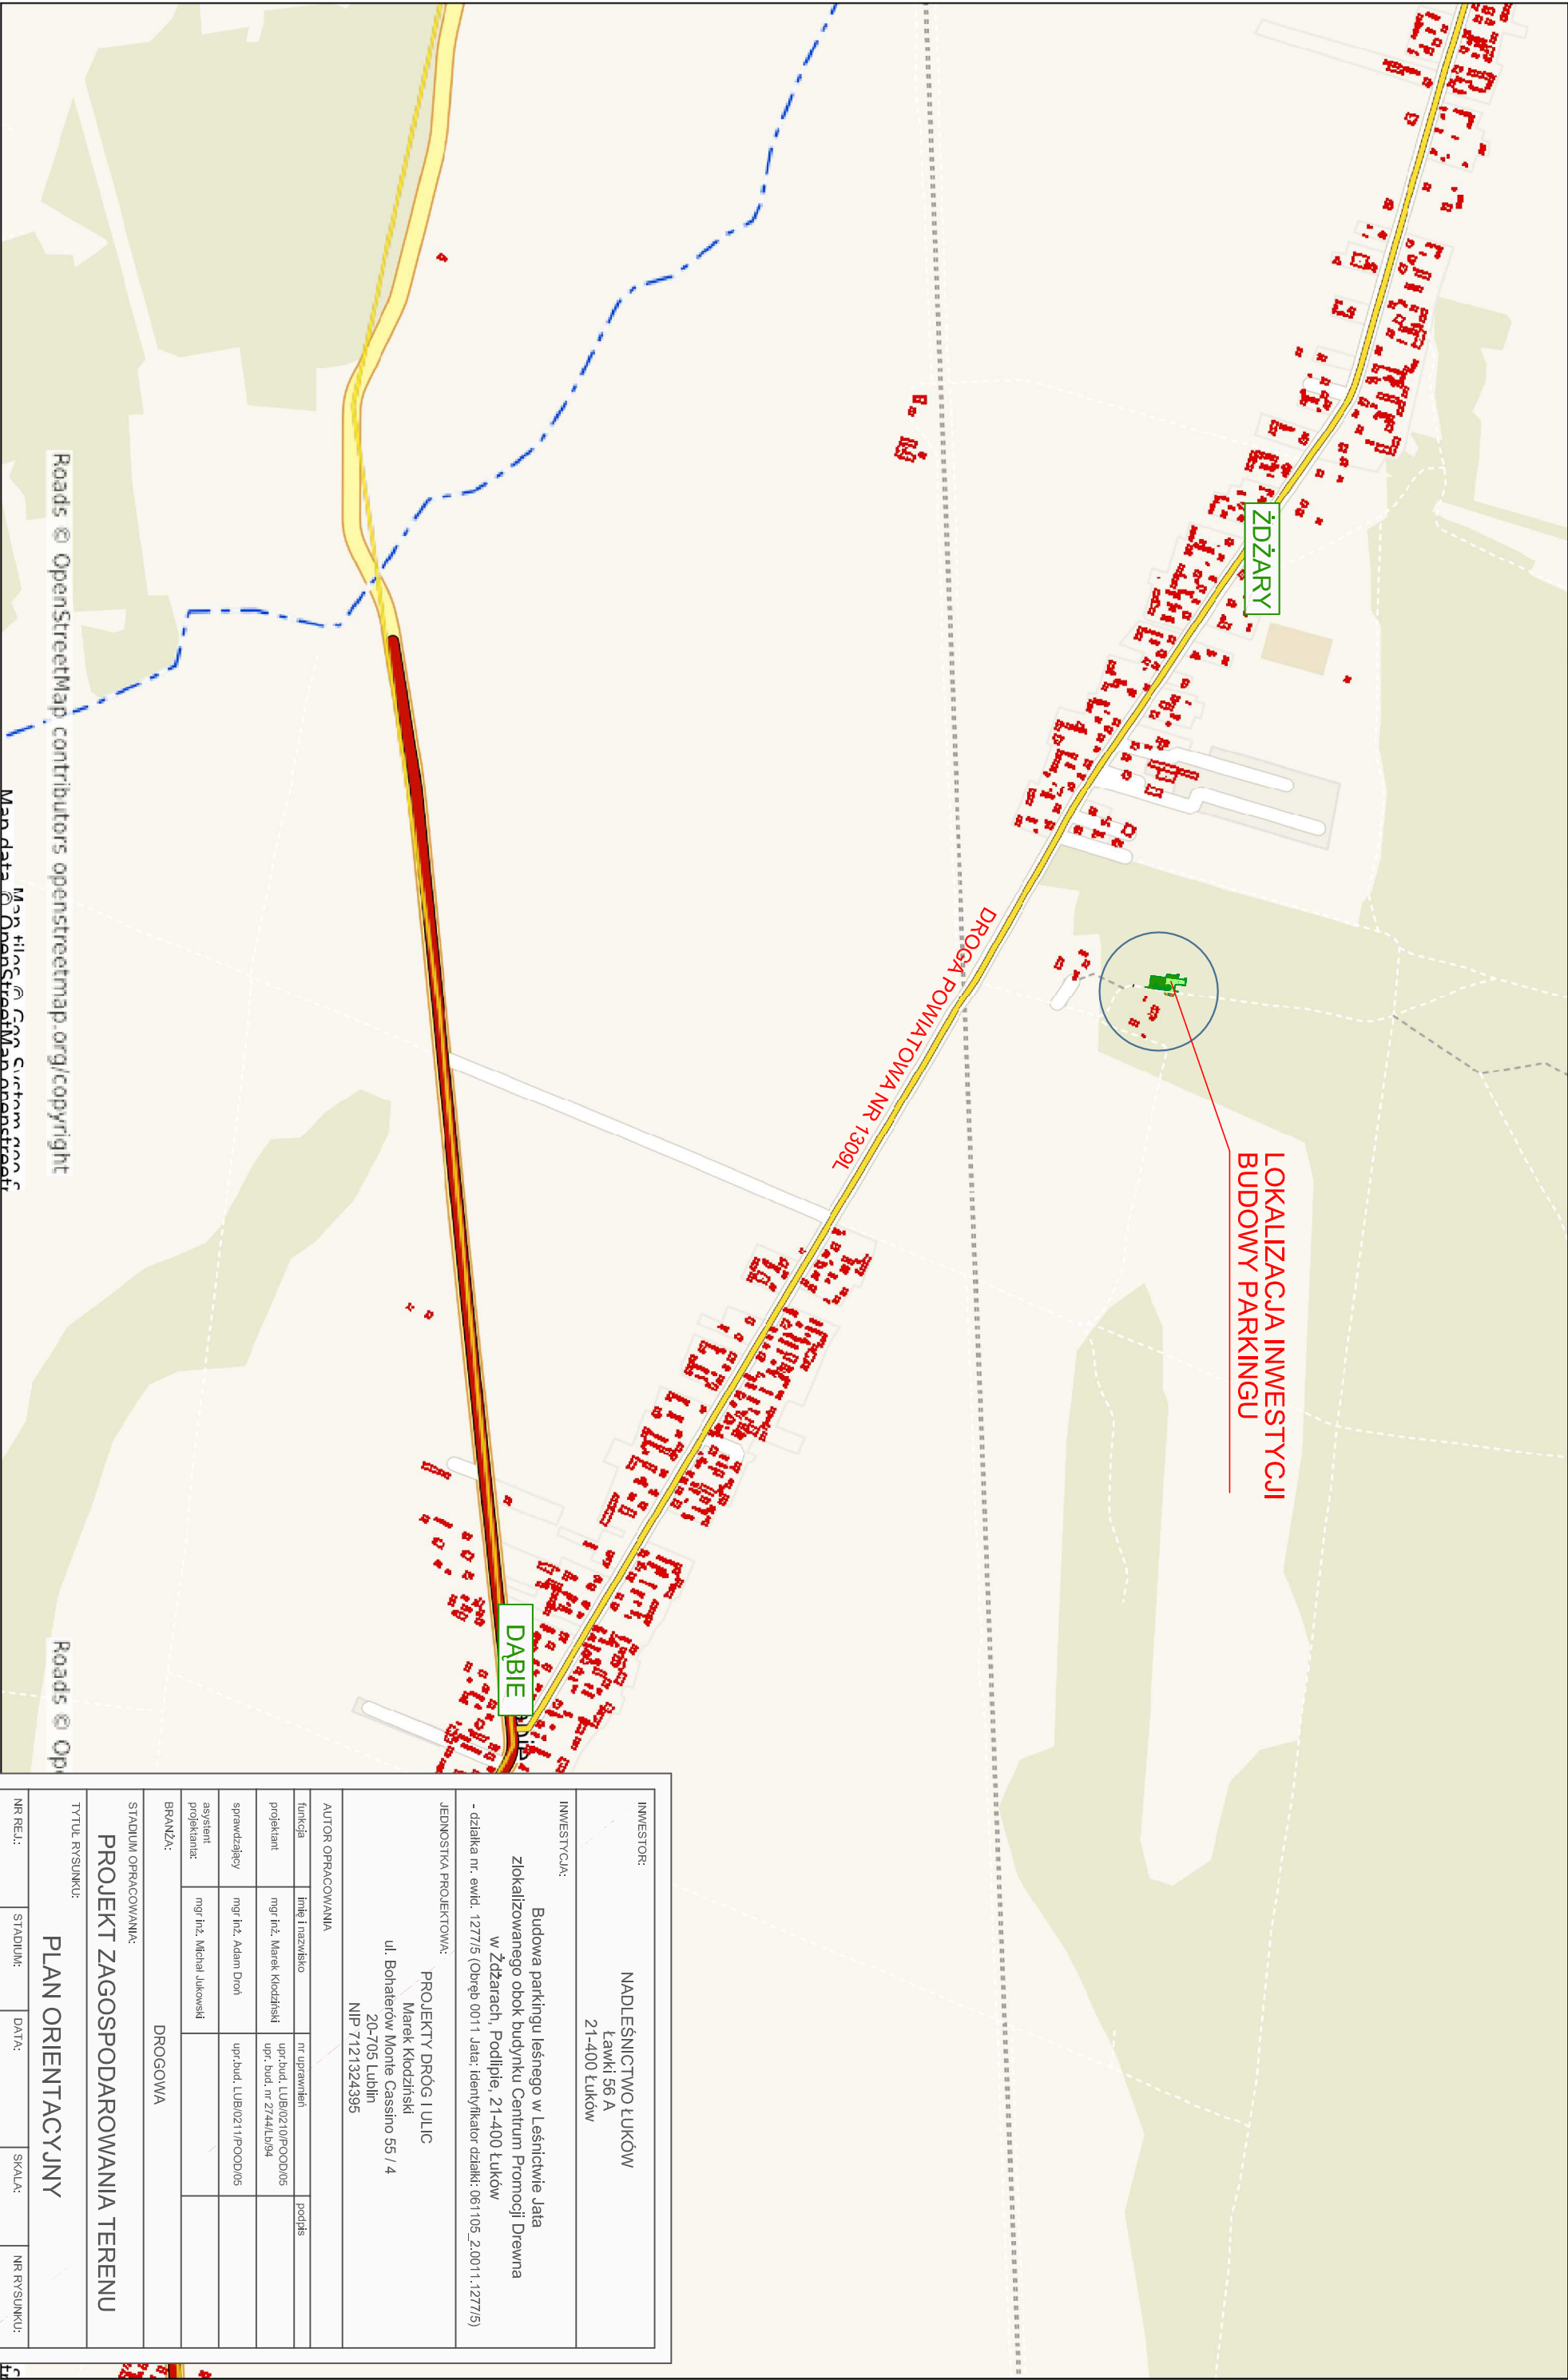 ŻDŻARY
DROGA POWIATOWA NR 1309L
LOKALIZACJA INWESTYCJI
BUDOWY PARKINGU
DĄBIE
Roads © OpenStreetMap contributors openstreetmap.org/copyright
Roads © Ope
INWESTOR:
NADLEŚNICTWO ŁUKÓW
Ławki 56 A
21-400 Łuków
INWESTYCJA:
Budowa parkingu leśnego w Leśnictwie Jata
zlokalizowanego obok budynku Centrum Promocji Drewna
w Żdżarach, Podlipie, 21-400 Łuków
- działka nr. ewid. 1277/5 (Obręb 0011 Jata; identyfikator działki: 061105_2.0011.1277/5)
JEDNOSTKA PROJEKTOWA:
PROJEKTY DRÓG I ULIC
Marek Kłodziński
ul. Bohaterów Monte Cassino 55 / 4
20-705 Lublin
NIP 7121324395
AUTOR OPRACOWANIA
funkcja imię i nazwisko nr uprawnień podpis
projektant mgr inż. Marek Kłodziński upr.bud. LUB/0210/POOD/05
upr. bud. nr 2744/Lb/94
sprawdzający mgr inż. Adam Droń upr.bud. LUB/0211/POOD/05
asystent
projektanta: mgr inż. Michał Jukowski
BRANŻA:
DROGOWA
STADIUM OPRACOWANIA:
PROJEKT ZAGOSPODAROWANIA TERENU
TYTUŁ RYSUNKU:
PLAN ORIENTACYJNY
NR REJ.: STADIUM: DATA: SKALA: NR RYSUNKU: